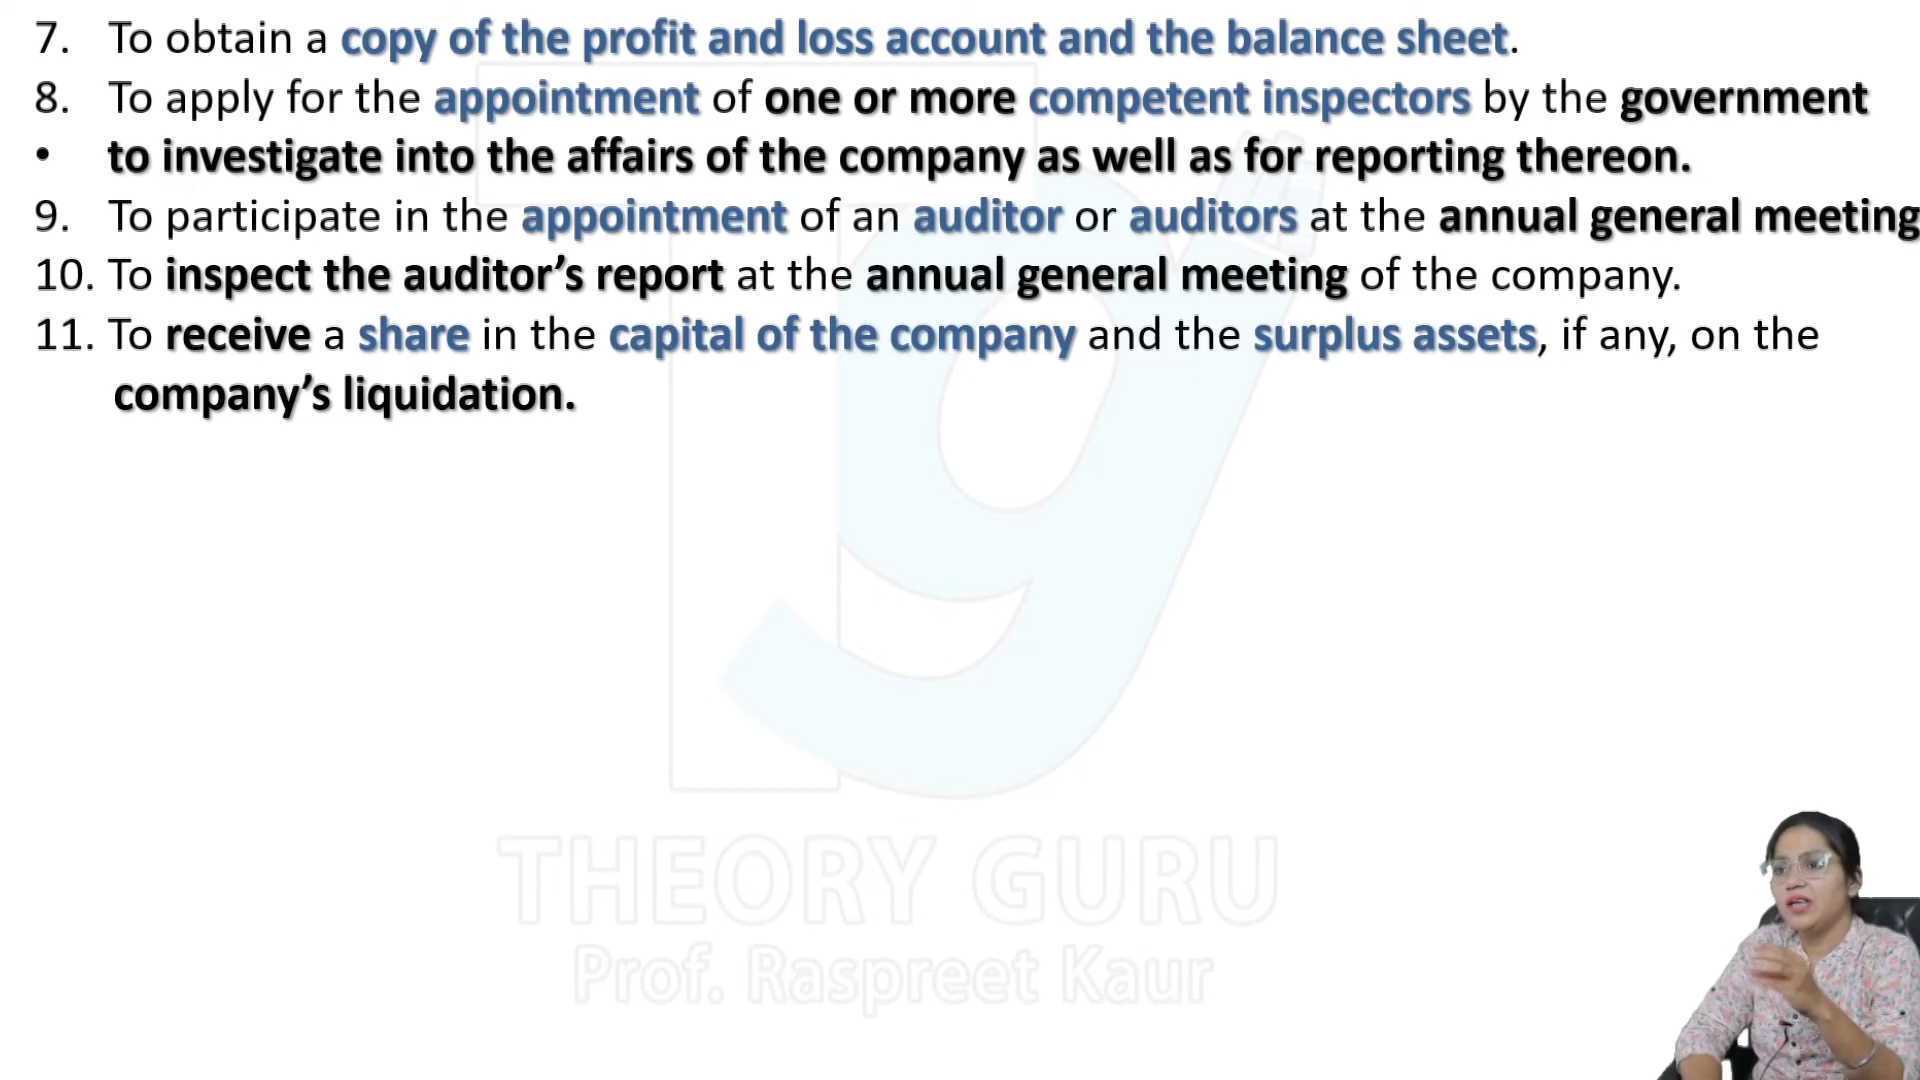 7. To obtain a copy of the profit and loss account and the balance sheet.
8. To apply for the appointment of one or more competent inspectors by the government
• to investigate into the affairs of the company as well as for reporting thereon.
9. To participate in the appointment of an auditor or auditors at the annual general meeting
10. To inspect the auditor’s report at the annual general meeting of the company.
11. To receive a share in the capital of the company and the surplus assets, if any, on the
company’s liquidation.
THEORY GURU
Prof. Raspreet Kaur